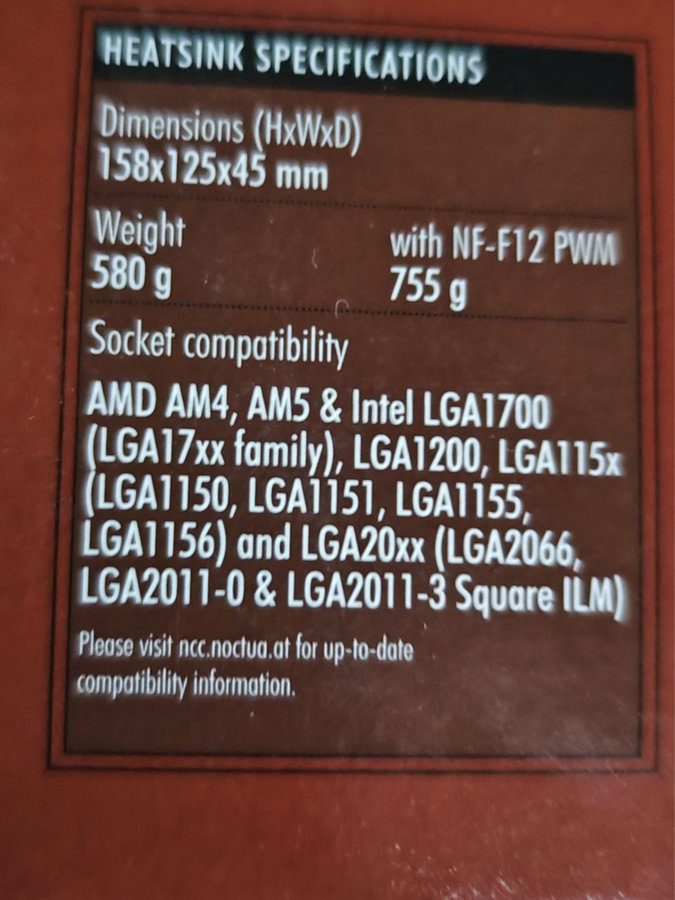 HEATSINK SPECIFICATIONS
Dimensions (HxWxD)
158x125x45 mm
Weight
580 g
with NF-F12 PWM
755 g
Socket compatibility
AMD AM4, AM5 & Intel LGA1700
(LGA17xx family), LGA1200, LGA115x
(LGA1150, LGA1151, LGA1155,
LGA1156) and LGA20xx (LGA2066,
LGA2011-0 & LGA2011-3 Square ILM)
Please visit ncc.noctua.at for up-to-date
compatibility information.